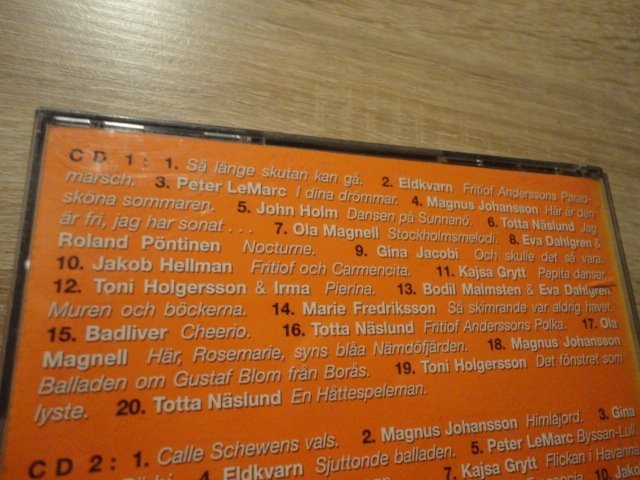 CD 1: 1. Så länge skutan kan gå. 2. Eldkvarn Fritiof Anderssons Parad-
marsch. 3. Peter LeMarc I dina drömmar. 4. Magnus Johansson Här är den
sköna sommaren. 5. John Holm Dansen på Sunnanö. 6. Totta Näslund Jag
är fri, jag har sonat . . . 7. Ola Magnell Stockholmsmelodi. 8. Eva Dahlgren &
Roland Pöntinen Nocturne. 9. Gina Jacobi Och skulle det så vara.
10. Jakob Hellman Fritiof och Carmencita. 11. Kajsa Grytt Pepita dansar.
12. Toni Holgersson & Irma Pierina. 13. Bodil Malmsten & Eva Dahlgren
Muren och böckerna. 14. Marie Fredriksson Så skimrande var aldrig havet.
15. Badliver Cheerio. 16. Totta Näslund Fritiof Anderssons Polka. 17. Ola
Magnell Här, Rosemarie, syns blåa Nämdöfjärden. 18. Magnus Johansson
Balladen om Gustaf Blom från Borås. 19. Toni Holgersson Det fönstret som
lyste. 20. Totta Näslund En Håttespeleman.
CD 2: 1. Calle Schewens vals. 2. Magnus Johansson Himlajord. 3. Gina
4. Eldkvarn Sjuttonde balladen. 5. Peter LeMarc Byssan-Lull
7. Kajsa Grytt Flickan i Havanna
10. Jako